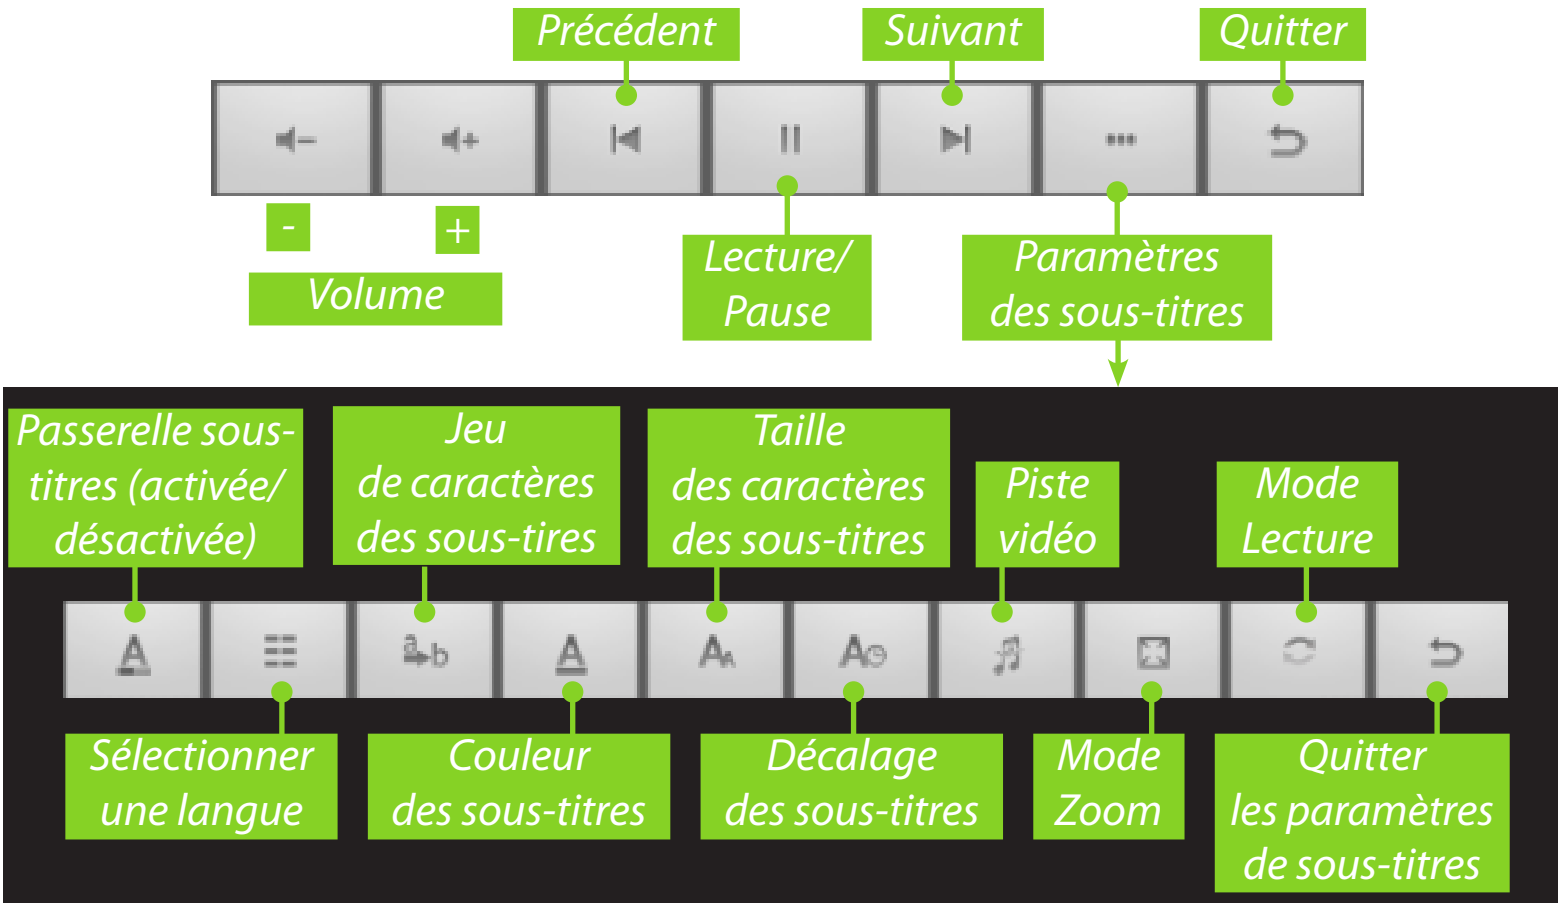 Précédent
Suivant
Quitter
-
+
Volume
Lecture/
Pause
Paramètres
des sous-titres
Passerelle sous-
titres (activée/
désactivée)
Jeu
de caractères
des sous-tires
Taille
des caractères
des sous-titres
Piste
vidéo
Mode
Lecture
A
a b
A
AA
A
Sélectionner
une langue
Couleur
des sous-titres
Décalage
des sous-titres
Mode
Zoom
Quitter
les paramètres
de sous-titres